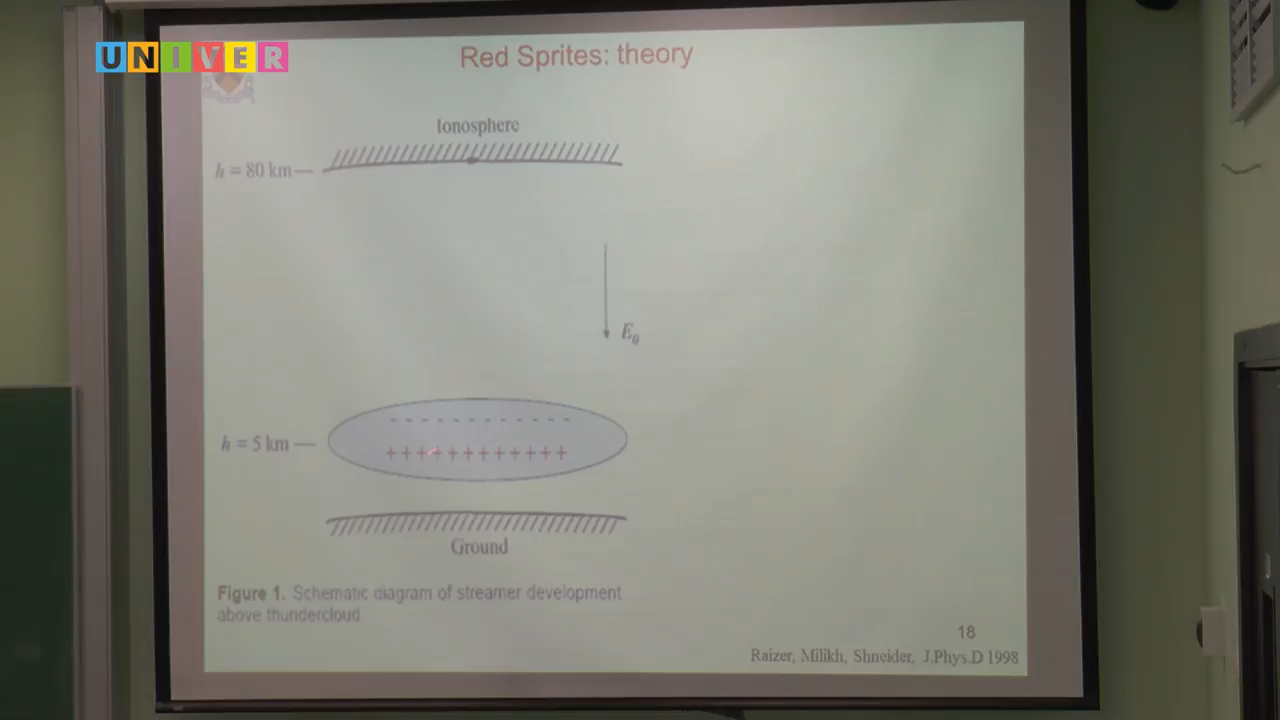 UNIVER
Red Sprites: theory
Ionosphere
h = 80 km
E0
- - - - - - - - - - - -
h = 5 km
+ + + + + + + + + + + +
Ground
Figure 1. Schematic diagram of streamer development
above thundercloud
18
Raizer, Milikh, Shneider, J.Phys.D 1998